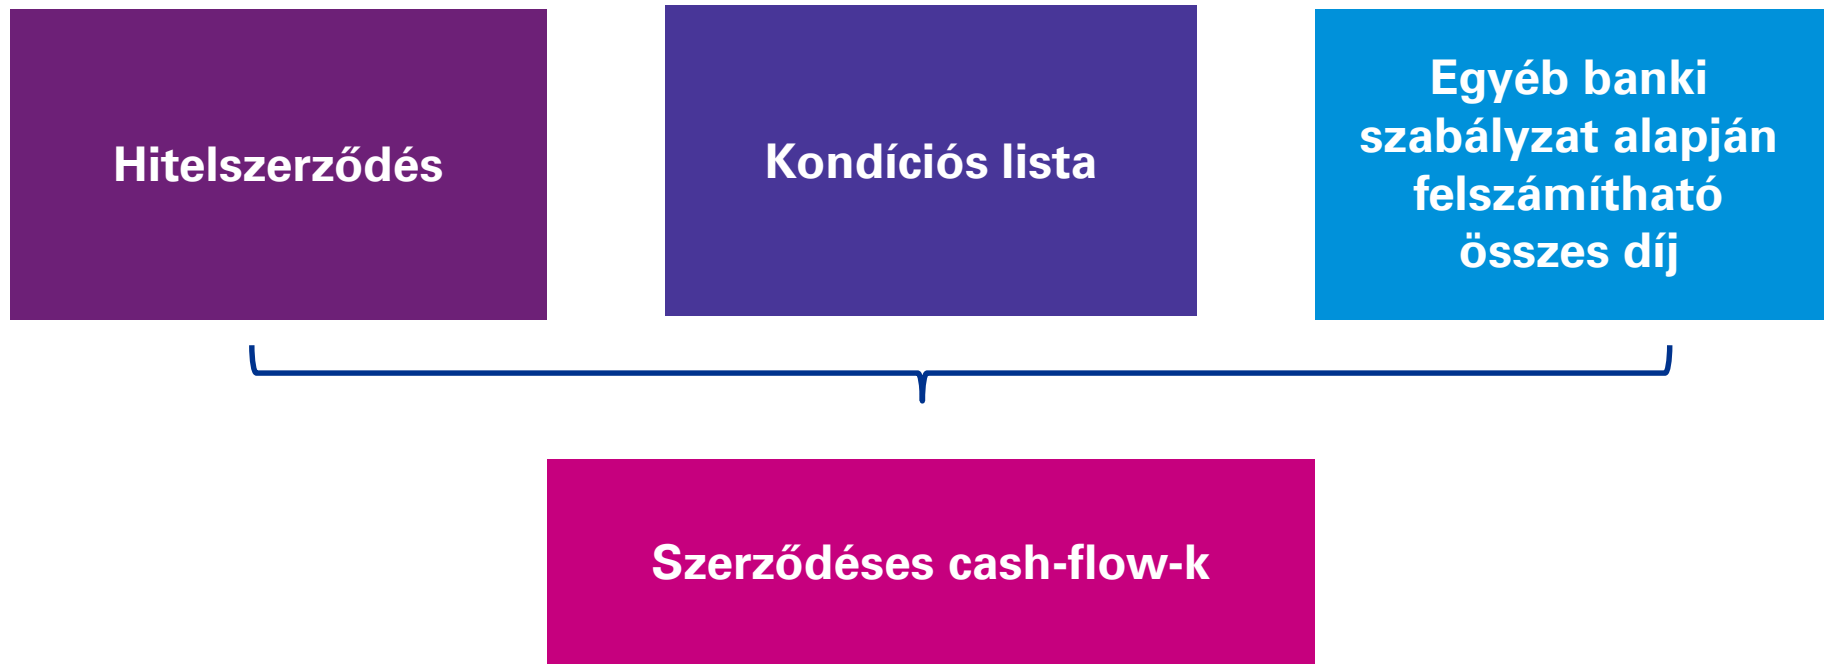 Hitelszerződés
Kondíciós lista
Egyéb banki
szabályzat alapján
felszámítható
összes díj
Szerződéses cash-flow-k